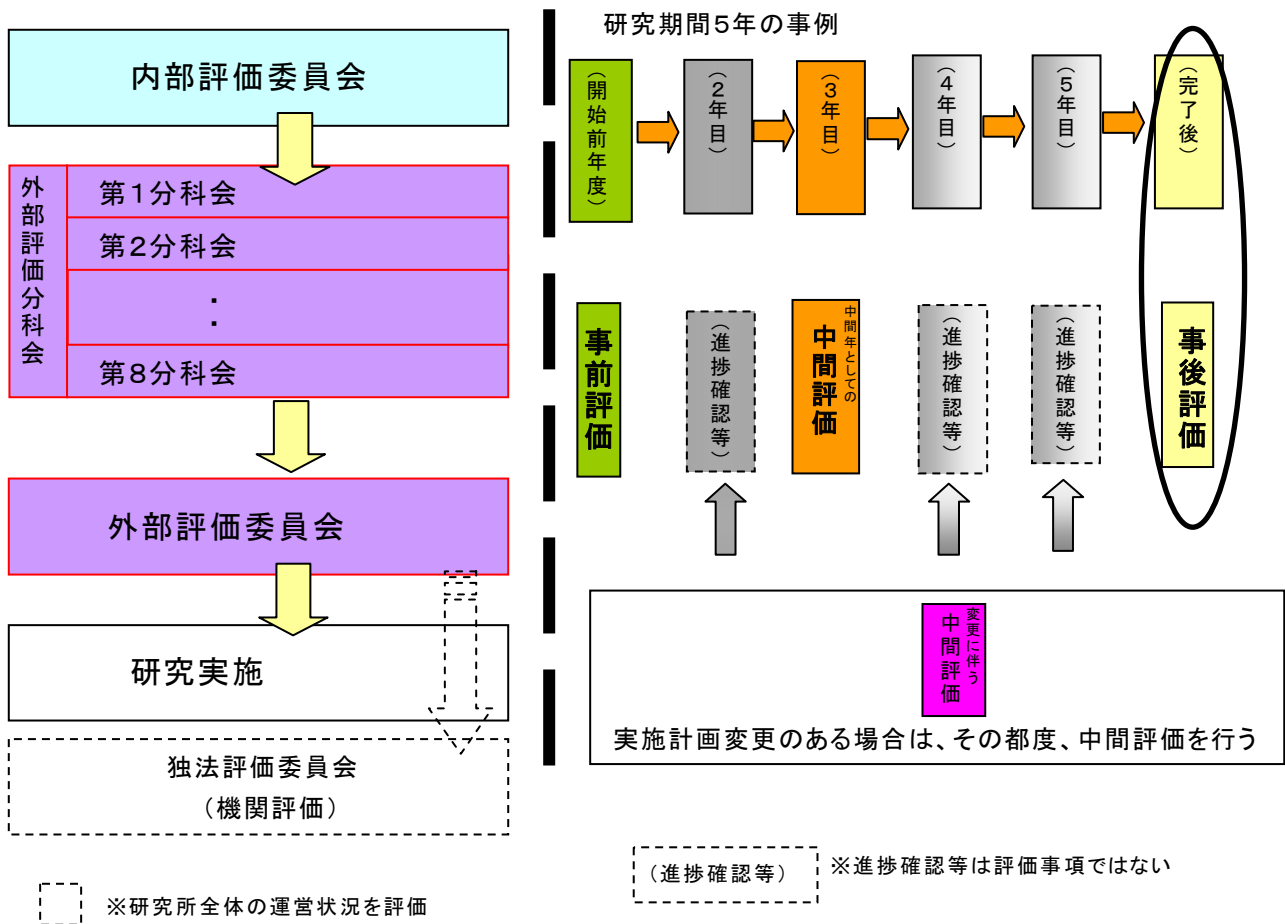 内部評価委員会
外部評価分科会
第1分科会
第2分科会
・
・
第8分科会
外部評価委員会
研究実施
独法評価委員会
（機関評価）
※研究所全体の運営状況を評価
研究期間5年の事例
（開始前年度）
（2年目）
（3年目）
（4年目）
（5年目）
（完了後）
事前評価
（進捗確認等）
中間年としての
中間評価
（進捗確認等）
（進捗確認等）
事後評価
変更に伴う
中間評価
実施計画変更のある場合は、その都度、中間評価を行う
（進捗確認等）
※進捗確認等は評価事項ではない